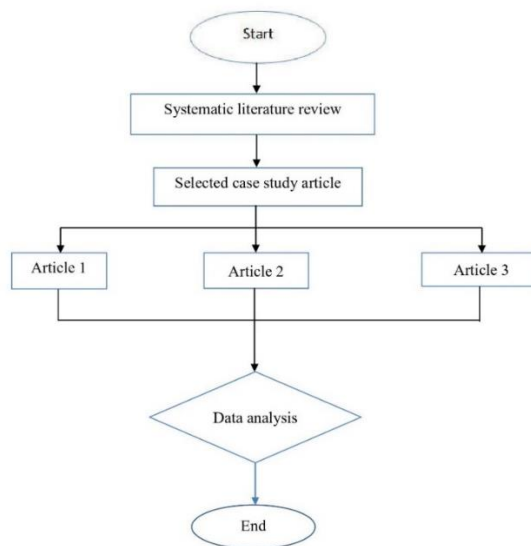 Start
Systematic literature review
Selected case study article
Article 1
Article 2
Article 3
Data analysis
End